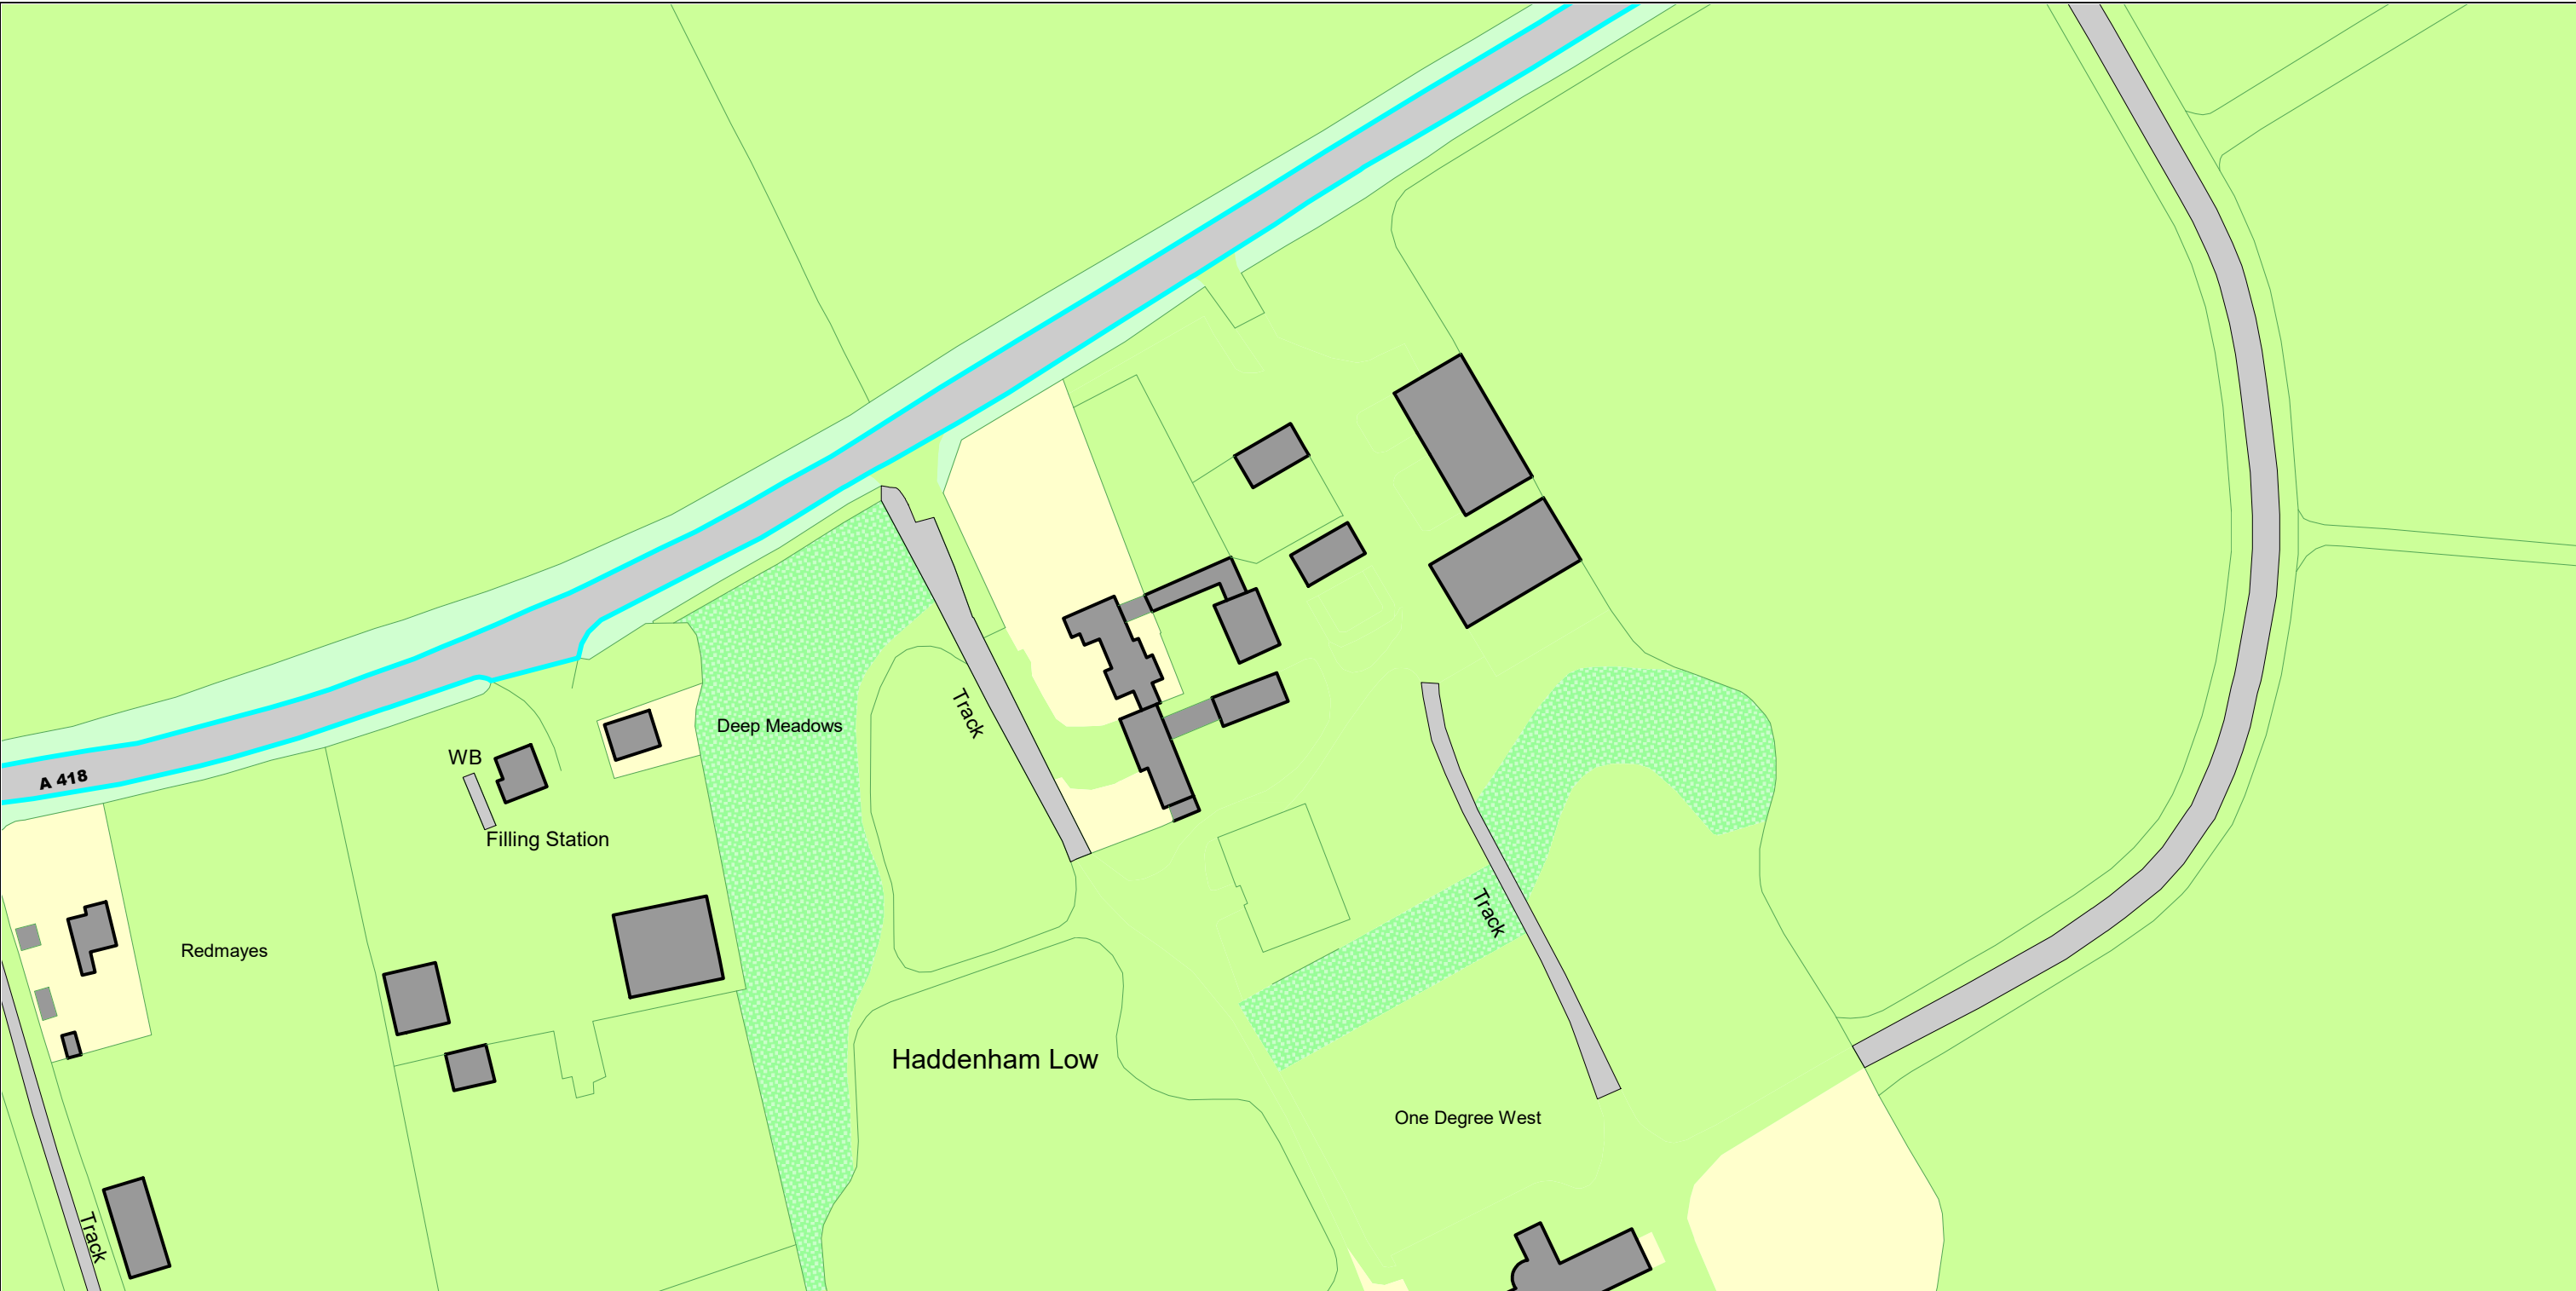 Track
Deep Meadows
WB
A 418
Filling Station
Track
Redmayes
Haddenham Low
One Degree West
Track